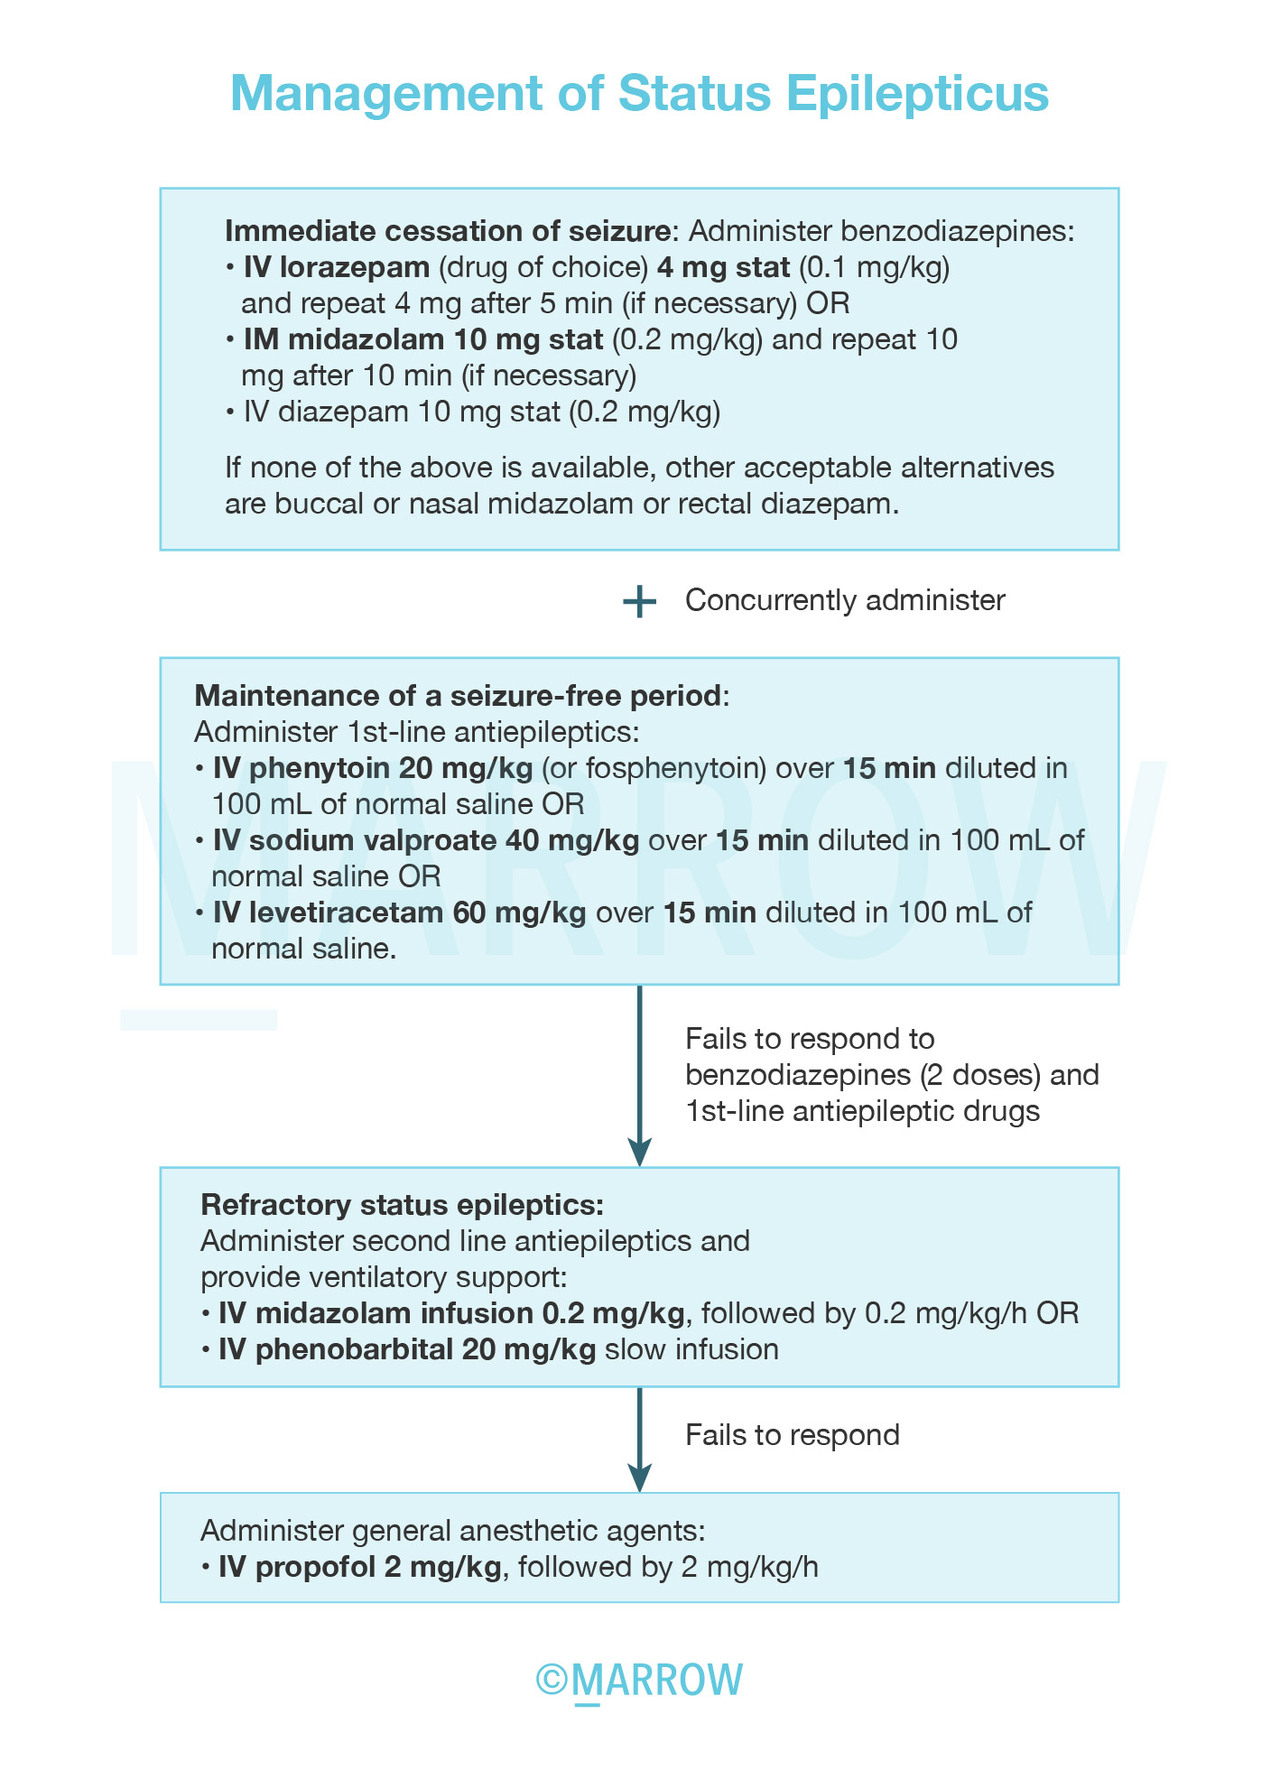 Management of Status Epilepticus
Immediate cessation of seizure: Administer benzodiazepines:
• IV lorazepam (drug of choice) 4 mg stat (0.1 mg/kg)
and repeat 4 mg after 5 min (if necessary) OR
• IM midazolam 10 mg stat (0.2 mg/kg) and repeat 10
mg after 10 min (if necessary)
• IV diazepam 10 mg stat (0.2 mg/kg)
If none of the above is available, other acceptable alternatives
are buccal or nasal midazolam or rectal diazepam.
+ Concurrently administer
Maintenance of a seizure-free period:
Administer 1st-line antiepileptics:
• IV phenytoin 20 mg/kg (or fosphenytoin) over 15 min diluted in
100 mL of normal saline OR
• IV sodium valproate 40 mg/kg over 15 min diluted in 100 mL of
normal saline OR
• IV levetiracetam 60 mg/kg over 15 min diluted in 100 mL of
normal saline.
MARROW
Fails to respond to
benzodiazepines (2 doses) and
1st-line antiepileptic drugs
Refractory status epileptics:
Administer second line antiepileptics and
provide ventilatory support:
• IV midazolam infusion 0.2 mg/kg, followed by 0.2 mg/kg/h OR
• IV phenobarbital 20 mg/kg slow infusion
Fails to respond
Administer general anesthetic agents:
• IV propofol 2 mg/kg, followed by 2 mg/kg/h
©MARROW